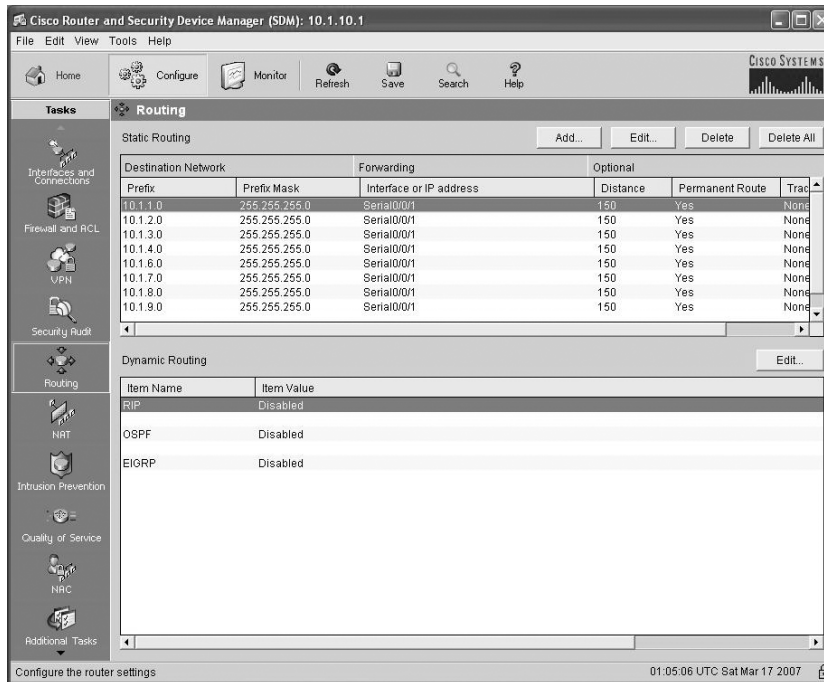 Cisco Router and Security Device Manager (SDM): 10.1.10.1
File Edit View Tools Help
Home Configure Monitor Refresh Save Search Help
CISCO SYSTEMS
Tasks
Interfaces and Connections
Firewall and ACL
VPN
Security Audit
Routing
NAT
Intrusion Prevention
Quality of Service
NAC
Additional Tasks
Routing
Static Routing Add... Edit... Delete Delete All
Destination Network Forwarding Optional
Prefix Prefix Mask Interface or IP address Distance Permanent Route Trac
10.1.1.0 255.255.255.0 Serial0/0/1 150 Yes None
10.1.2.0 255.255.255.0 Serial0/0/1 150 Yes None
10.1.3.0 255.255.255.0 Serial0/0/1 150 Yes None
10.1.4.0 255.255.255.0 Serial0/0/1 150 Yes None
10.1.6.0 255.255.255.0 Serial0/0/1 150 Yes None
10.1.7.0 255.255.255.0 Serial0/0/1 150 Yes None
10.1.8.0 255.255.255.0 Serial0/0/1 150 Yes None
10.1.9.0 255.255.255.0 Serial0/0/1 150 Yes None
Dynamic Routing Edit...
Item Name Item Value
RIP Disabled
OSPF Disabled
EIGRP Disabled
Configure the router settings 01:05:06 UTC Sat Mar 17 2007